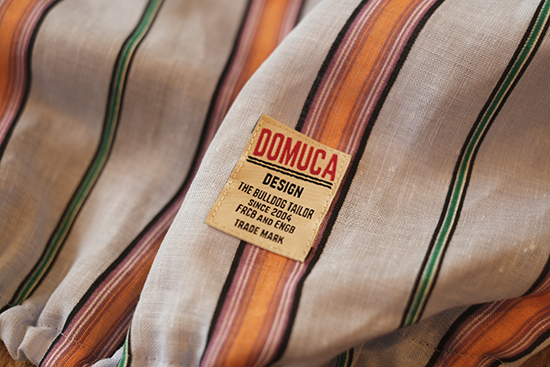 DOMUCA
DESIGN
THE BULLDOG TAILOR
SINCE 2004
FRCB AND ENGB
TRADE MARK